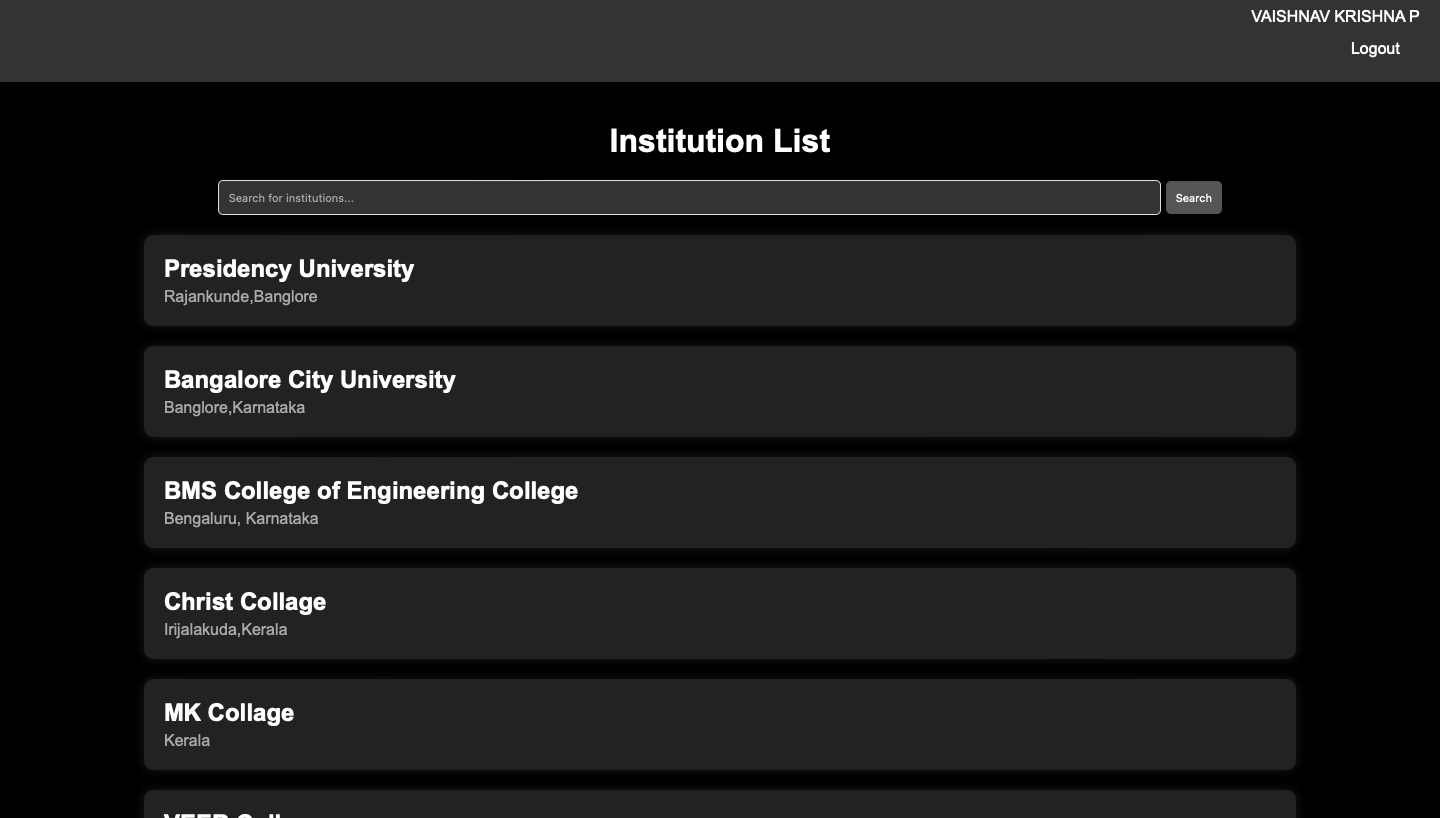 VAISHNAV KRISHNA P
Logout
Institution List
Search for institutions...
Search
Presidency University
Rajankunde,Banglore
Bangalore City University
Banglore,Karnataka
BMS College of Engineering College
Bengaluru, Karnataka
Christ Collage
Irijalakuda,Kerala
MK Collage
Kerala